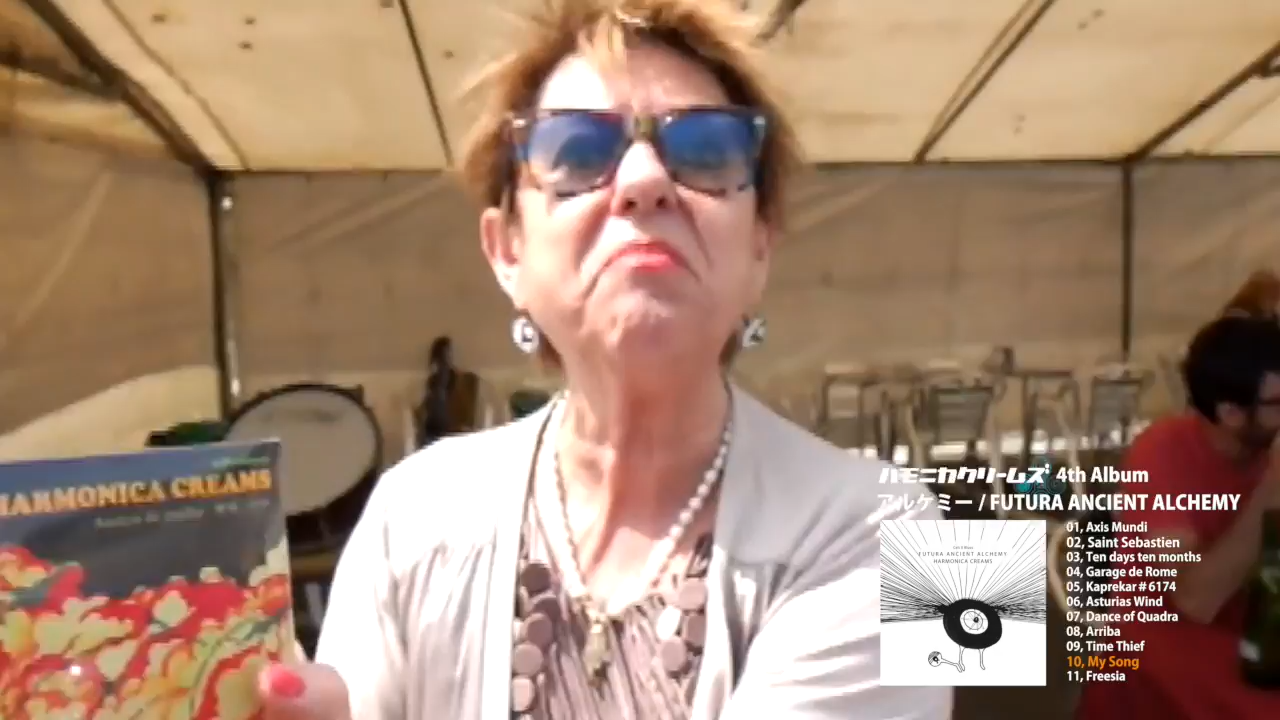 HARMONICA CREAMS
ハモニカクリームズ 4th Album
アルケミー / FUTURA ANCIENT ALCHEMY
FUTURA ANCIENT ALCHEMY
HARMONICA CREAMS
01, Axis Mundi
02, Saint Sebastien
03, Ten days ten months
04, Garage de Rome
05, Kaprekar # 6174
06, Asturias Wind
07, Dance of Quadra
08, Arriba
09, Time Thief
10, My Song
11, Freesia